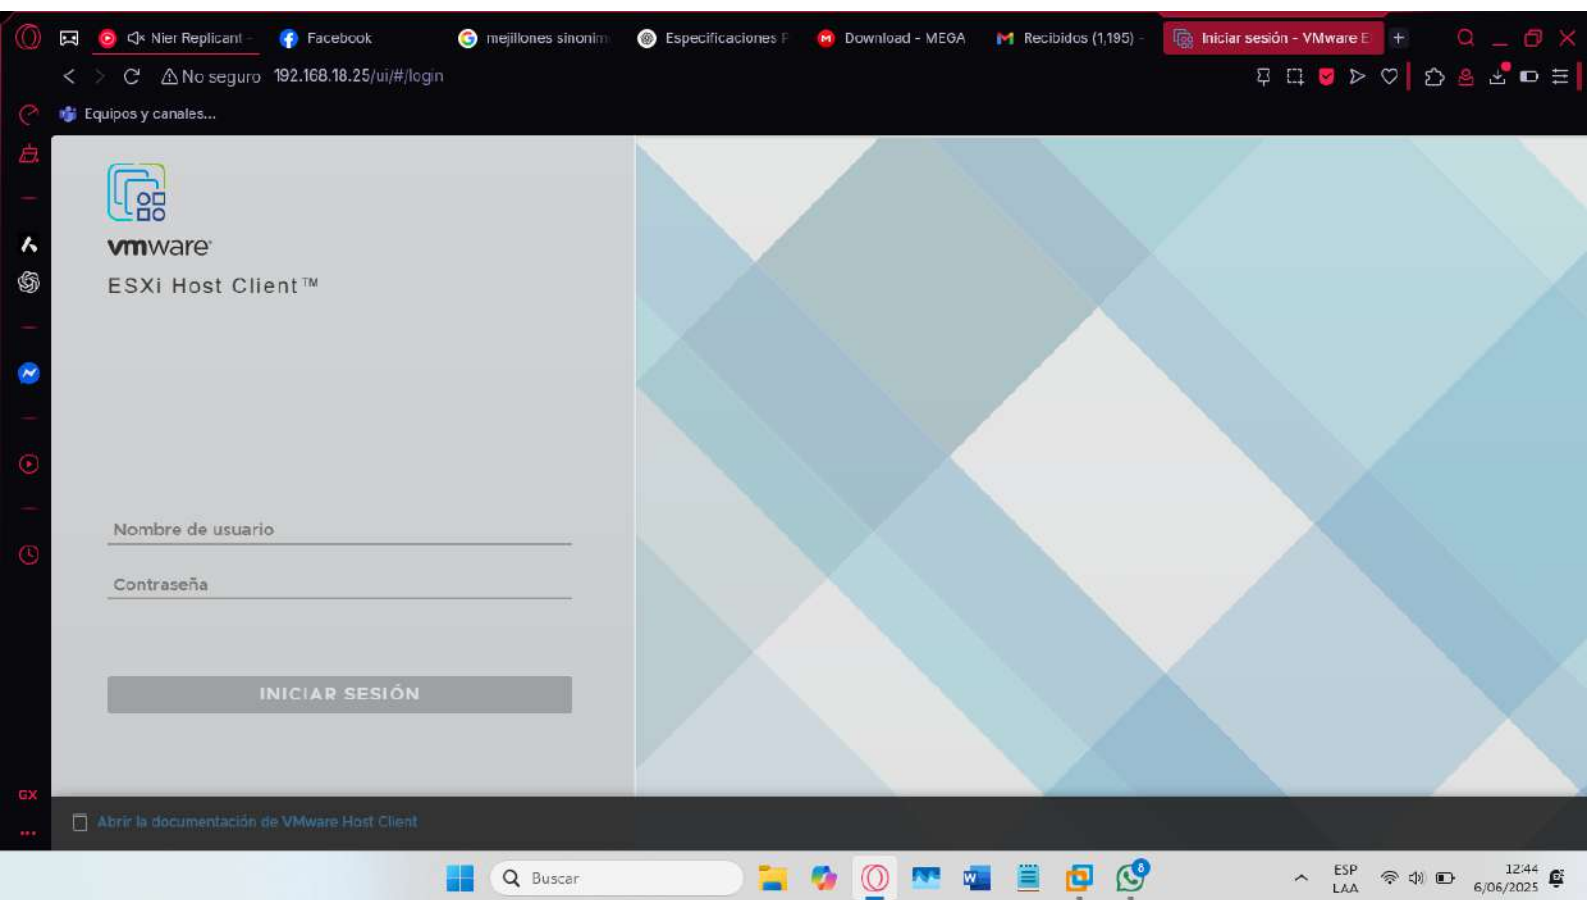 Nier Replicant -
Facebook
mejillones sinonim
Especificaciones P
Download - MEGA
Recibidos (1,195) -
Iniciar sesión - VMware E
No seguro 192.168.18.25/ui/#/login
Equipos y canales...
vmware
ESXi Host Client™
Nombre de usuario
Contraseña
INICIAR SESIÓN
GX
Abrir la documentación de VMware Host Client
Buscar
8
ESP
LAA
12:44
6/06/2025